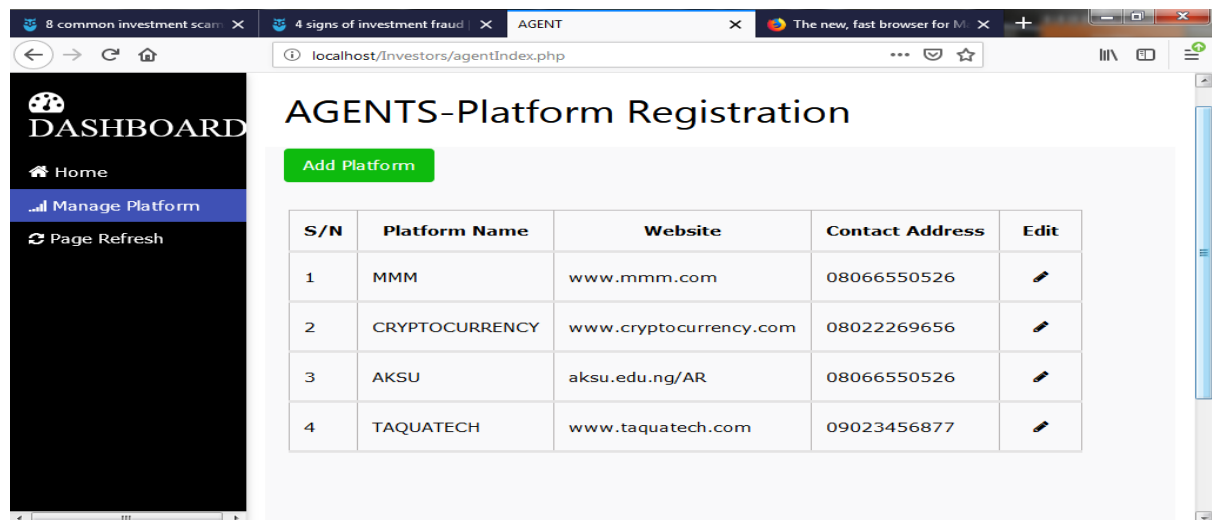 8 common investment scam
4 signs of investment fraud |
AGENT
The new, fast browser for Ma
localhost/Investors/agentIndex.php
DASHBOARD
Home
Manage Platform
Page Refresh
AGENTS-Platform Registration
Add Platform
S/N Platform Name Website Contact Address Edit
1 MMM www.mmm.com 08066550526
2 CRYPTOCURRENCY www.cryptocurrency.com 08022269656
3 AKSU aksu.edu.ng/AR 08066550526
4 TAQUATECH www.taquatech.com 09023456877